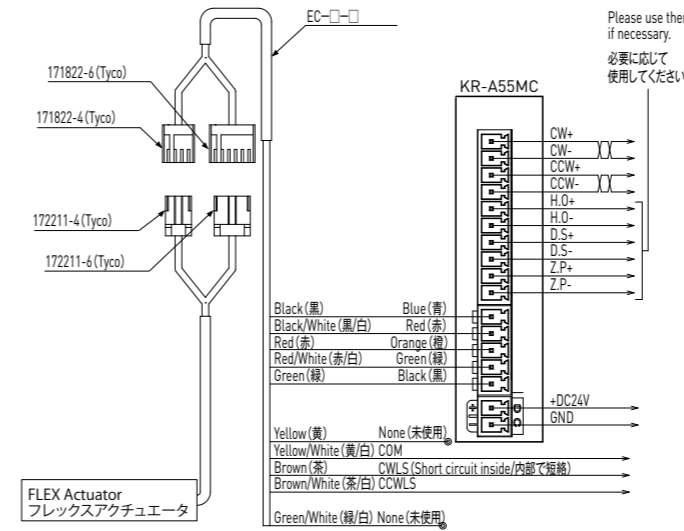 EC-□-□
Please use the
if necessary.
必要に応じて
使用してください
171822-6(Tyco)
171822-4(Tyco)
KR-A55MC
CW+
CW-
CCW+
CCW-
H.O+
H.O-
D.S+
D.S-
Z.P+
Z.P-
172211-4(Tyco)
172211-6(Tyco)
Black(黒) Blue(青)
Black/White(黒/白) Red(赤)
Red(赤) Orange(橙)
Red/White(赤/白) Green(緑)
Green(緑) Black(黒)
+DC24V
GND
Yellow(黄) None(未使用)
Yellow/White(黄/白) COM
Brown(茶) CWLS(Short circuit inside/内部で短絡)
Brown/White(茶/白) CCWLS
Green/White(緑/白) None(未使用)
FLEX Actuator
フレックスアクチュエータ